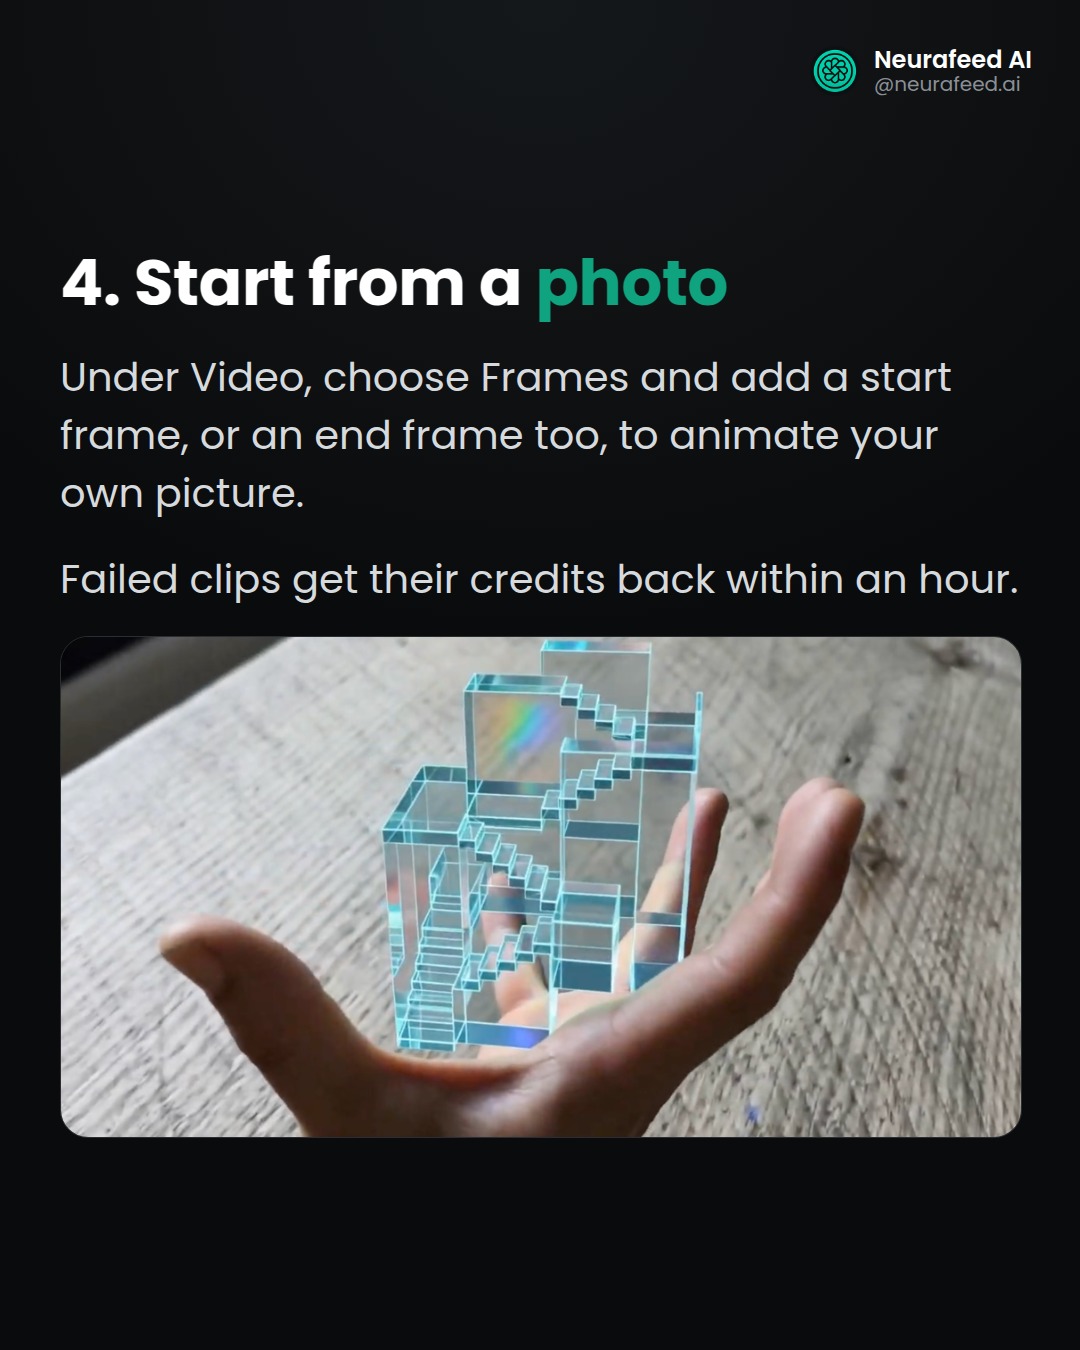 Neurafeed AI
@neurafeed.ai
4. Start from a photo
Under Video, choose Frames and add a start
frame, or an end frame too, to animate your
own picture.
Failed clips get their credits back within an hour.